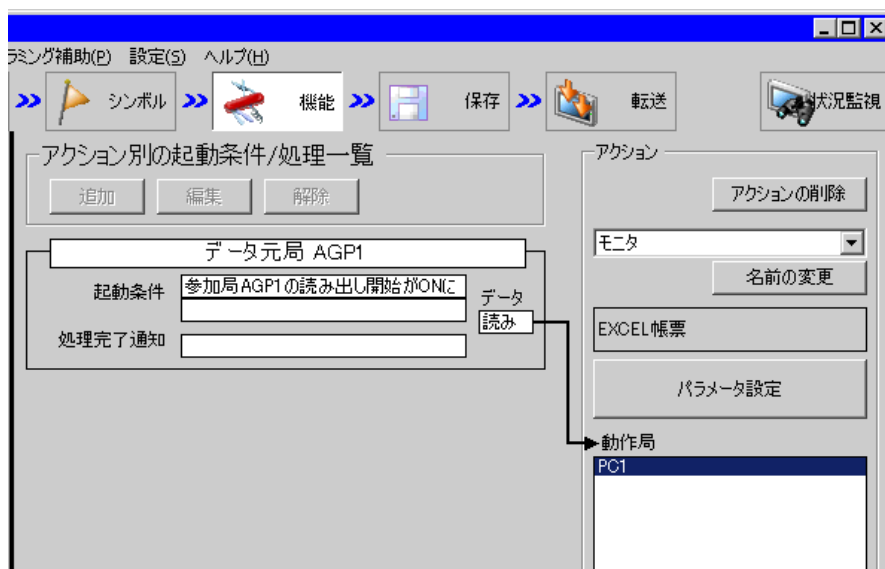 ラミング補助(P) 設定(S) ヘルプ(H)
シンボル 機能 保存 転送 状況監視
アクション別の起動条件/処理一覧
追加 編集 解除
データ元局 AGP1
起動条件 参加局AGP1の読み出し開始がONに
データ
読み
処理完了通知
アクション
アクションの削除
モニタ
名前の変更
EXCEL帳票
パラメータ設定
動作局
PC1